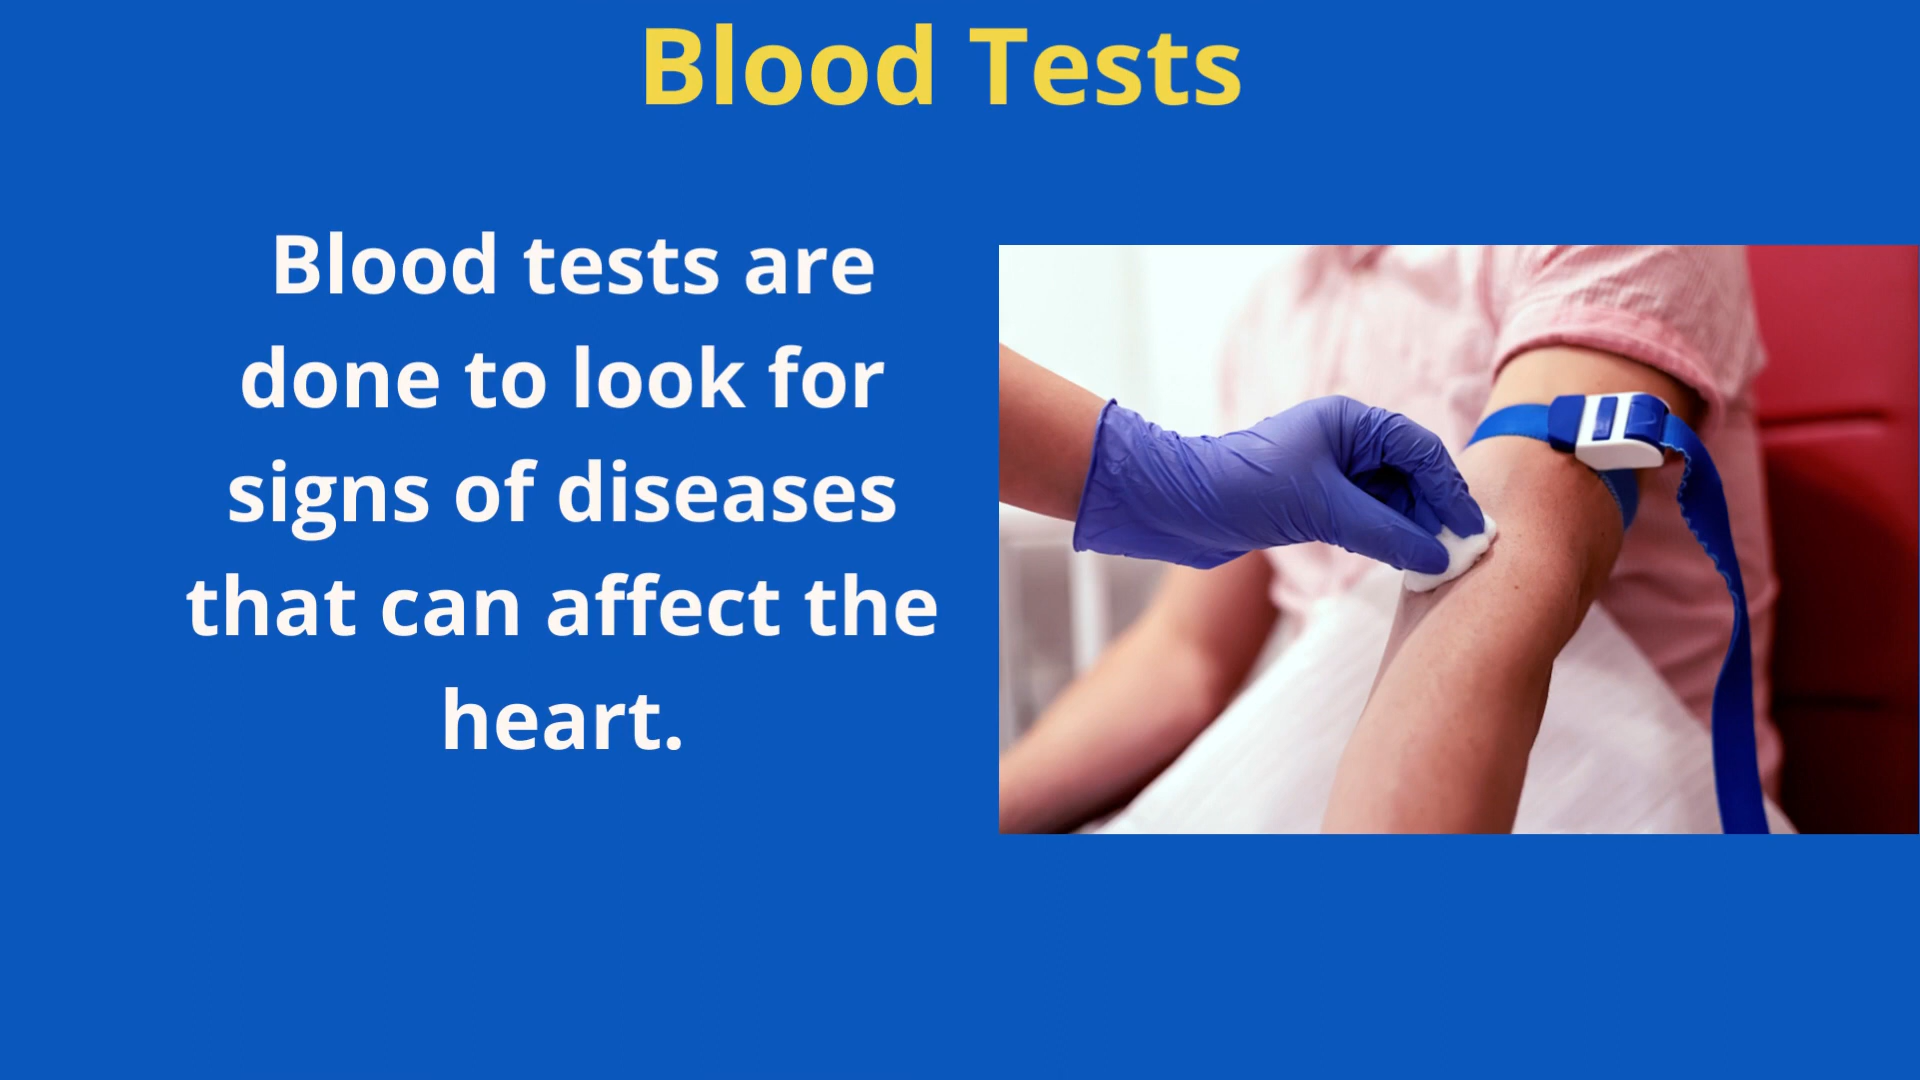 Blood Tests
Blood tests are
done to look for
signs of diseases
that can affect the
heart.